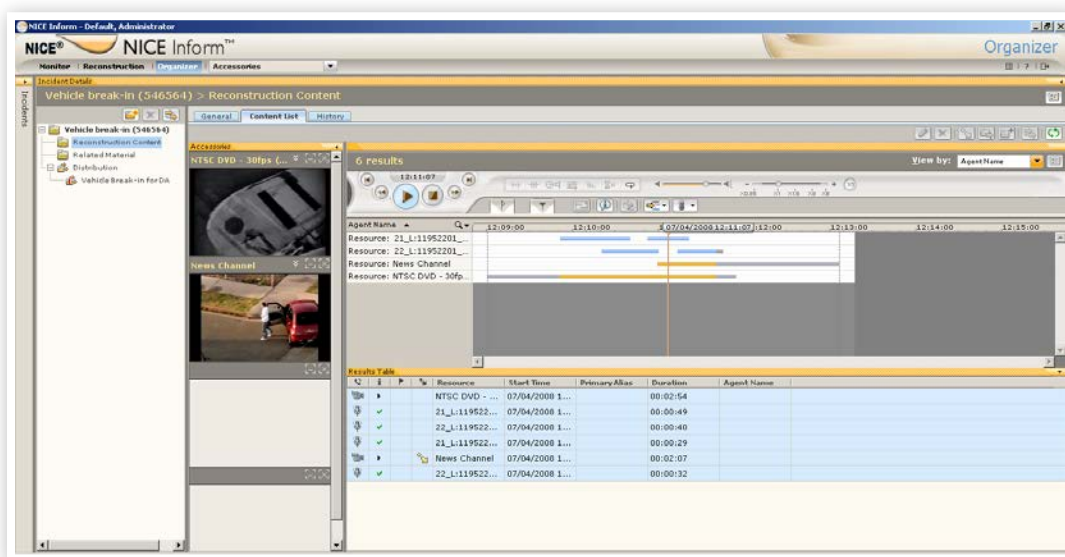 NICE Inform - Default, Administrator
NICE® NICE Inform™
Organizer
Monitor Reconstruction Organizer Accessories
Incidents
Incident Details
Vehicle break-in (546564) > Reconstruction Content
Vehicle break-in (546564)
Reconstruction Content
Related Material
Distribution
Vehicle Break-in for DA
General Content List History
Accessories
NTSC DVD - 30fps (...
News Channel
6 results
View by: Agent Name
12:11:07
Agent Name 12:09:00 12:10:00 07/04/2008 12:11:07 12:00 12:13:00 12:14:00 12:15:00
Resource: 21_L:11952201_...
Resource: 22_L:11952201_...
Resource: News Channel
Resource: NTSC DVD - 30fp...
Results Table
Resource Start Time Primary Alias Duration Agent Name
NTSC DVD - ... 07/04/2008 1... 00:02:54
21_L:119522... 07/04/2008 1... 00:00:49
22_L:119522... 07/04/2008 1... 00:00:40
21_L:119522... 07/04/2008 1... 00:00:29
News Channel 07/04/2008 1... 00:02:07
22_L:119522... 07/04/2008 1... 00:00:32